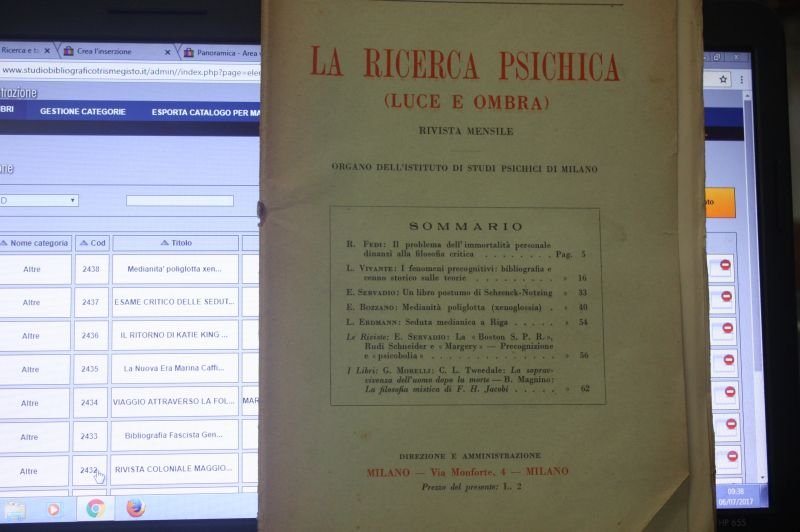 Ricerca e t
Crea l'inserzione
Panoramica - Area
www.studiobibliograficotrismegisto.it/admin//index.php?page=ele
GESTIONE CATEGORIE
ESPORTA CATALOGO PER MA
D
Nome categoria
Cod
Titolo
Altre
2438
Medianita' poliglotta xen...
Altre
2437
ESAME CRITICO DELLE SEDUT...
Altre
2436
IL RITORNO DI KATIE KING ...
Altre
2435
La Nuova Era Marina Caffi...
Altre
2434
VIAGGIO ATTRAVERSO LA FOL...
MAR
Altre
2433
Bibliografia Fascista Gen...
Altre
2432
RIVISTA COLONIALE MAGGIO...
LA RICERCA PSICHICA
(LUCE E OMBRA)
RIVISTA MENSILE
ORGANO DELL'ISTITUTO DI STUDI PSICHICI DI MILANO
SOMMARIO
R. FEDI: Il problema dell'immortalità personale
dinanzi alla filosofia critica . . . . . . . . Pag. 5
L. VIVANTE: I fenomeni precognitivi: bibliografia e
cenno storico sulle teorie . . . . . . . . . » 16
E. SERVADIO: Un libro postumo di Schrenck-Notzing » 33
E. BOZZANO: Medianità poliglotta (xenoglossia) . » 40
L. ERDMANN: Seduta medianica a Riga . . . . . » 54
Le Riviste: E. SERVADIO: La « Boston S. P. R.»,
Rudi Schneider e « Margery » — Precognizione
e « psicobolia » . . . . . . . . . . . . » 56
I Libri: G. MORELLI: C. L. Tweedale: La soprav-
vivenza dell'uomo dopo la morte — B. Magnino:
La filosofia mistica di F. H. Jacobi . . . . . » 62
DIREZIONE E AMMINISTRAZIONE
MILANO — Via Monforte, 4 — MILANO
Prezzo del presente: L. 2
09:38
06/07/2017
HP 655